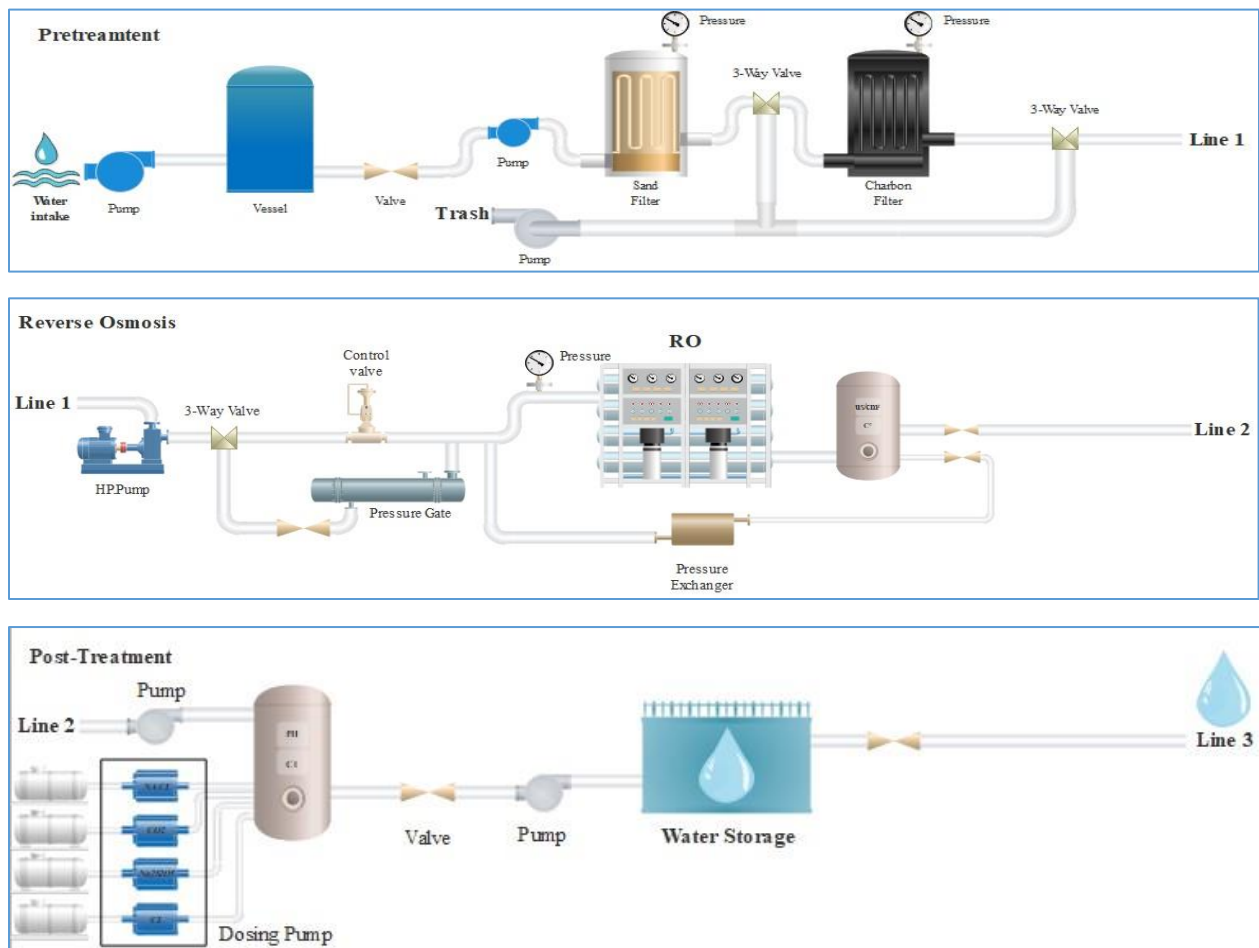 Pretreamtent
Pressure
Pressure
3-Way Valve
3-Way Valve
Line 1
Water
intake
Pump
Vessel
Valve
Pump
Sand
Filter
Charbon
Filter
Trash
Pump
Reverse Osmosis
RO
Control
valve
Pressure
Line 1
3-Way Valve
C?
Line 2
HP.Pump
Pressure Gate
Pressure
Exchanger
Post-Treatment
Pump
Line 2
PH
C1
Line 3
Valve
Pump
Water Storage
Dosing Pump